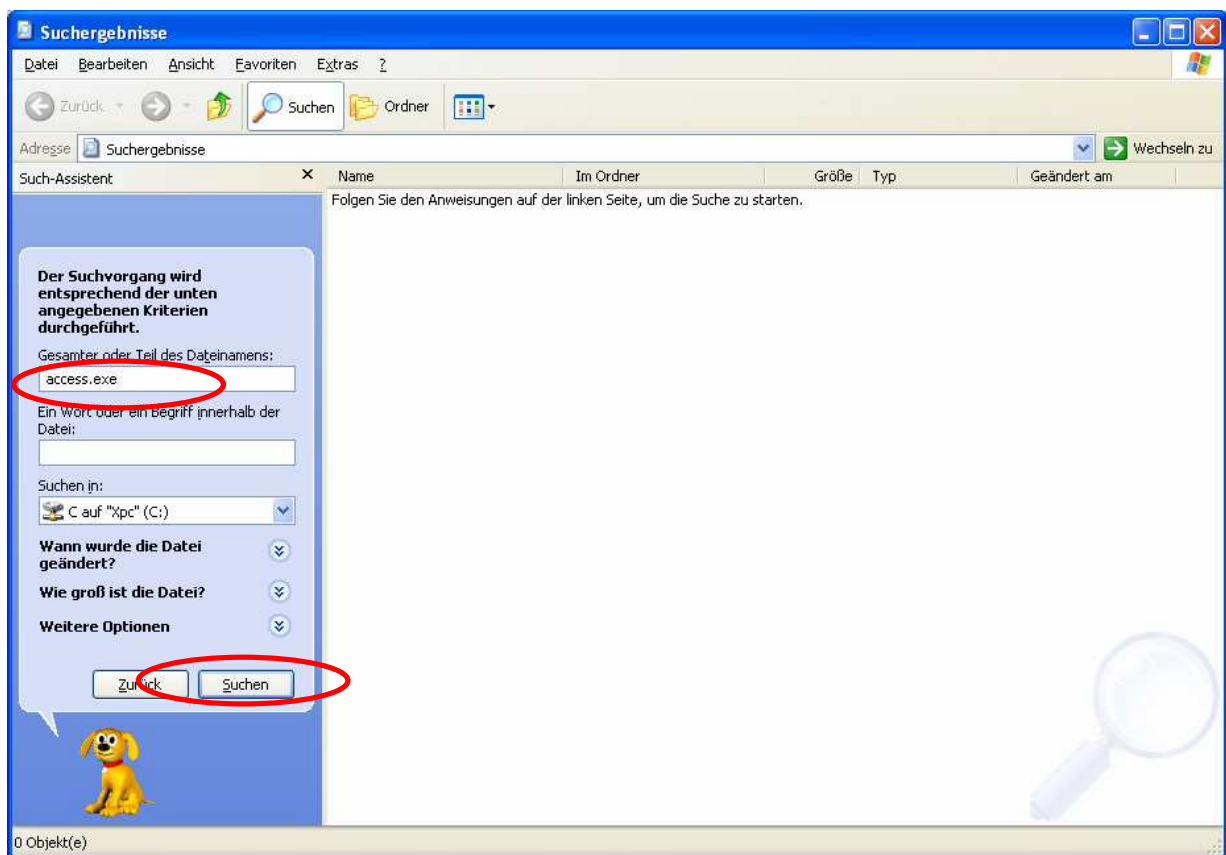 Suchergebnisse
Datei Bearbeiten Ansicht Favoriten Extras ?
Zurück Suchen Ordner
Adresse Suchergebnisse Wechseln zu
Such-Assistent
Name Im Ordner Größe Typ Geändert am
Folgen Sie den Anweisungen auf der linken Seite, um die Suche zu starten.
Der Suchvorgang wird
entsprechend der unten
angegebenen Kriterien
durchgeführt.
Gesamter oder Teil des Dateinamens:
access.exe
Ein Wort oder ein Begriff innerhalb der
Datei:
Suchen in:
C auf "Xpc" (C:)
Wann wurde die Datei
geändert?
Wie groß ist die Datei?
Weitere Optionen
Zurück Suchen
0 Objekt(e)